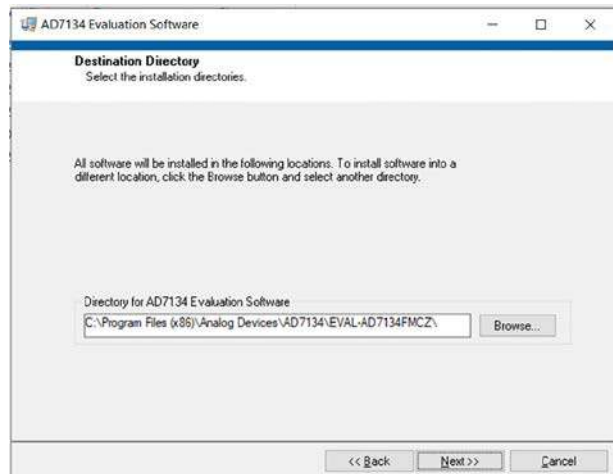 AD7134 Evaluation Software
Destination Directory
Select the installation directories.
All software will be installed in the following locations. To install software into a
different location, click the Browse button and select another directory.
Directory for AD7134 Evaluation Software
C:\Program Files (x86)\Analog Devices\AD7134\EVAL-AD7134FMCZ\
Browse...
<< Back
Next >>
Cancel